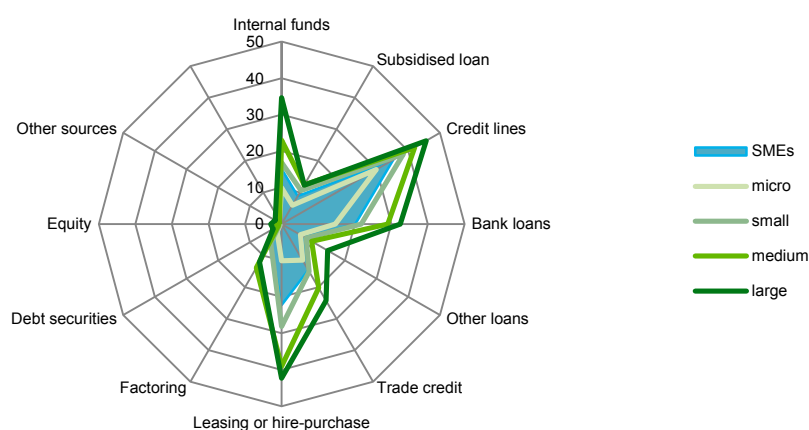 Internal funds
50
Subsidised loan
40
Other sources
30
Credit lines
20
10
Equity
0
Bank loans
Debt securities
Other loans
Factoring
Trade credit
Leasing or hire-purchase
SMEs
micro
small
medium
large